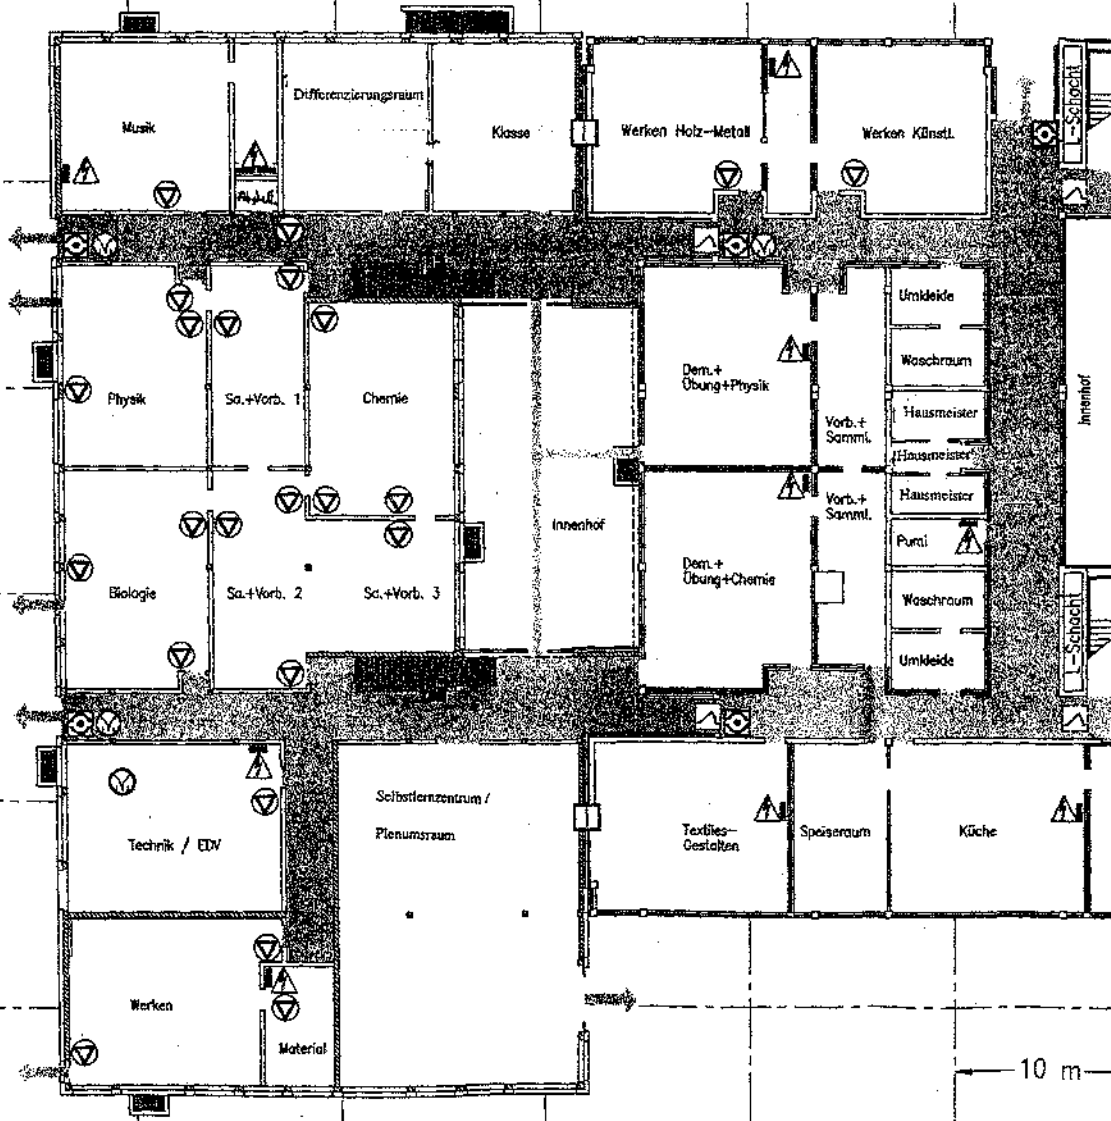 Musik
Differenzierungsraum
Klasse
Werken Holz-Metall
Werken Künstl.
L-Schacht
Umkleide
Waschraum
Physik
Sa.+Vorb. 1
Chemie
Dem.+
Übung+Physik
Vorb.+
Samml.
Hausmeister
Hausmeister
Hausmeister
Innenhof
Innenhof
Vorb.+
Samml.
Pumi
Biologie
Sa.+Vorb. 2
Sa.+Vorb. 3
Dem.+
Übung+Chemie
Waschraum
Umkleide
L-Schacht
Technik / EDV
Selbstlernzentrum /
Plenumsraum
Textiles-
Gestalten
Speiseraum
Küche
Werken
Material
10 m